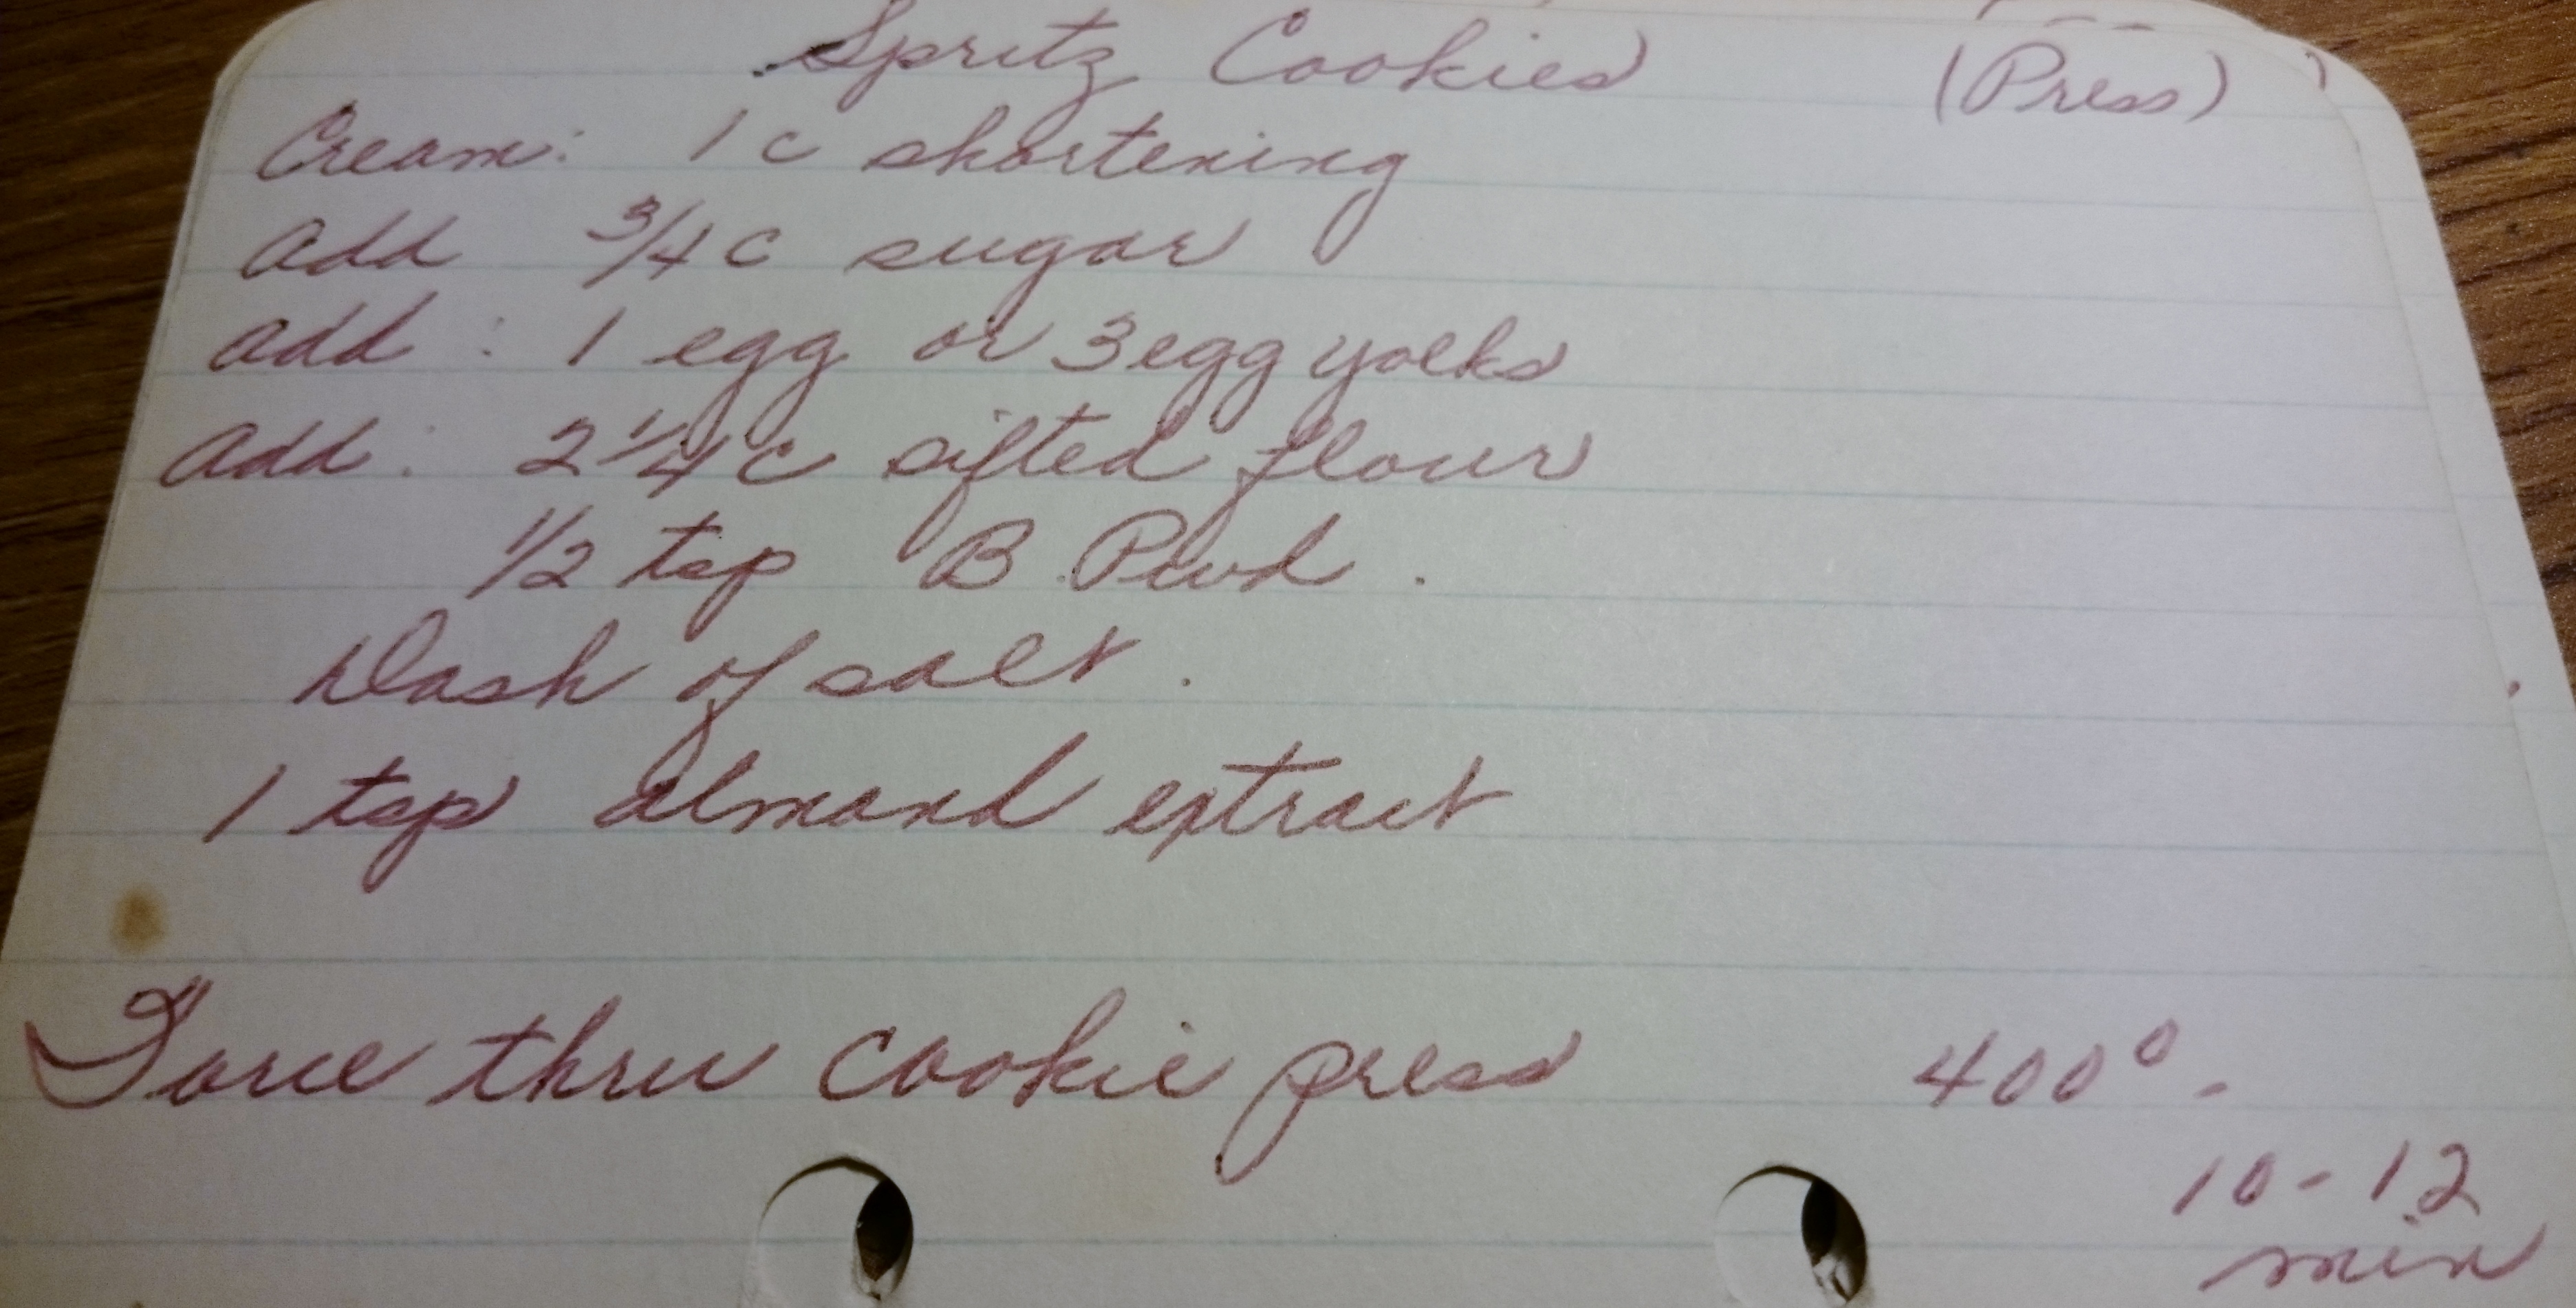 Spritz Cookies (Press)
Cream: 1 c shortening
Add 3/4 c sugar
Add : 1 egg or 3 egg yolks
Add : 2 1/4 c sifted flour
1/2 tsp B. Pwd.
Dash of salt.
1 tsp almond extract
Force thru cookie press 400° -
10-12
min